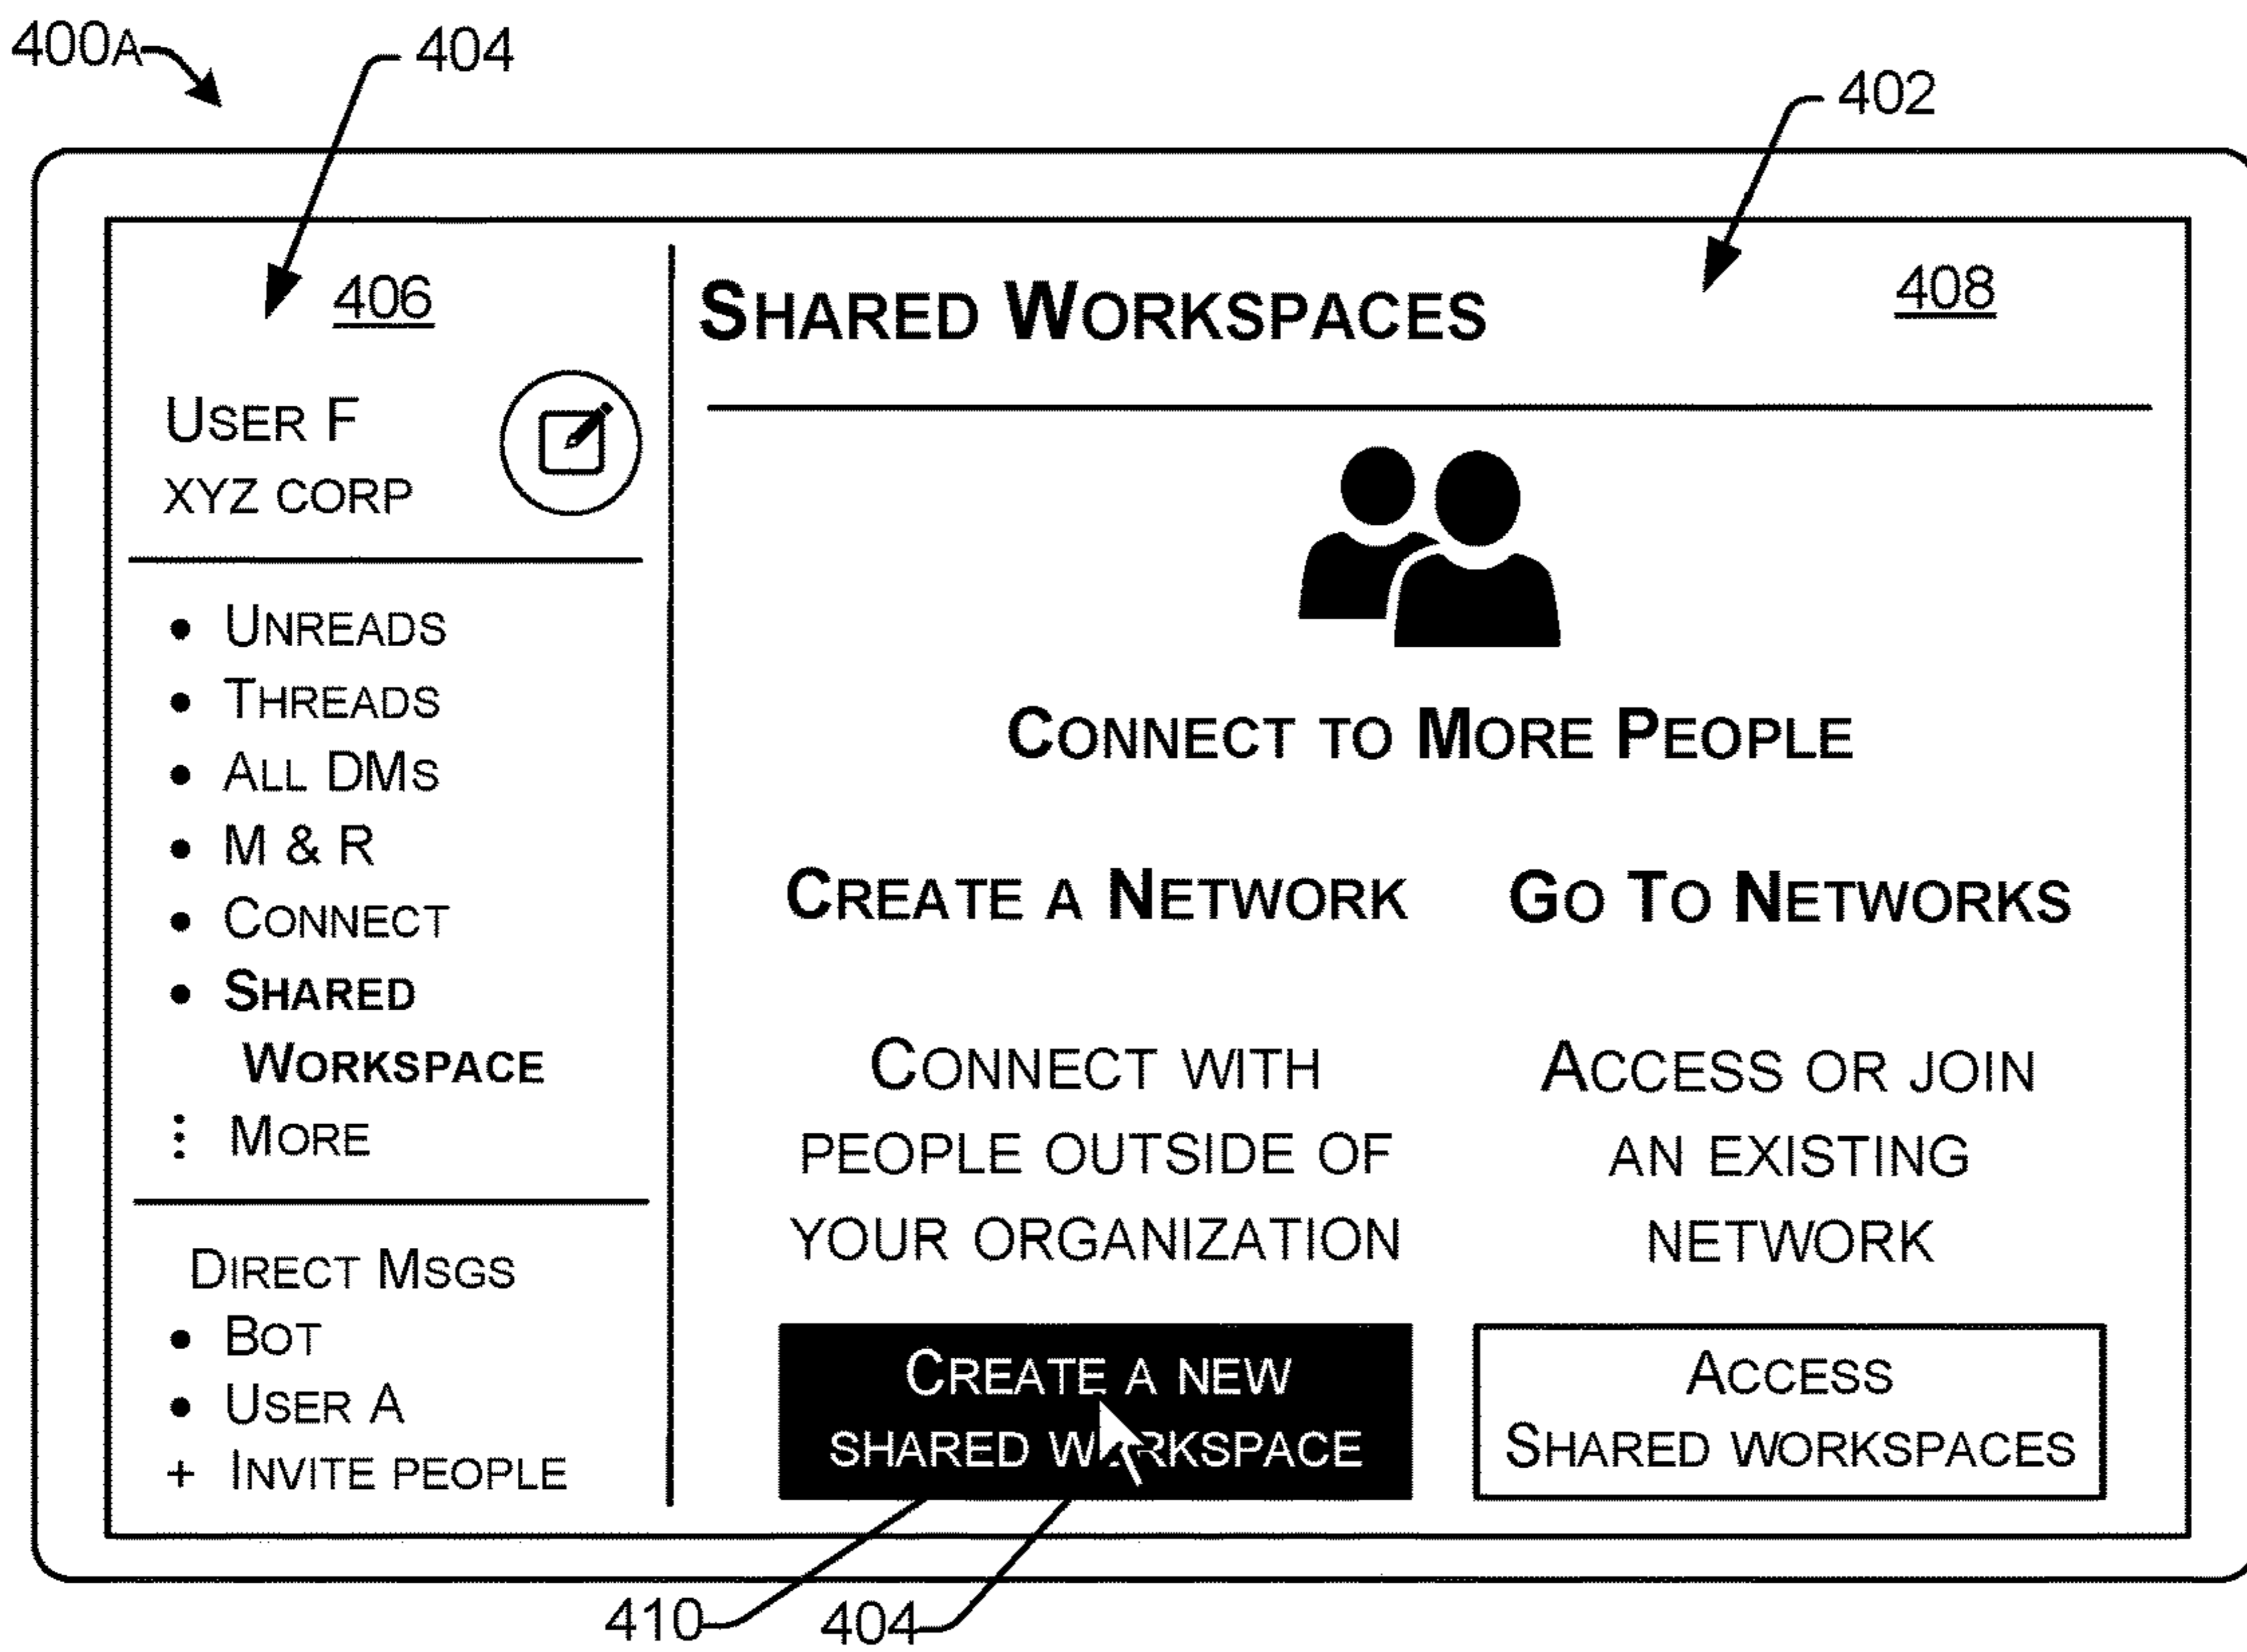 400A
404
402
406
USER F
XYZ CORP
• UNREADS
• THREADS
• ALL DMS
• M & R
• CONNECT
• SHARED
WORKSPACE
⋮ MORE
DIRECT MSGS
• BOT
• USER A
+ INVITE PEOPLE
SHARED WORKSPACES
408
CONNECT TO MORE PEOPLE
CREATE A NETWORK
CONNECT WITH
PEOPLE OUTSIDE OF
YOUR ORGANIZATION
CREATE A NEW
SHARED WORKSPACE
GO TO NETWORKS
ACCESS OR JOIN
AN EXISTING
NETWORK
ACCESS
SHARED WORKSPACES
410
404